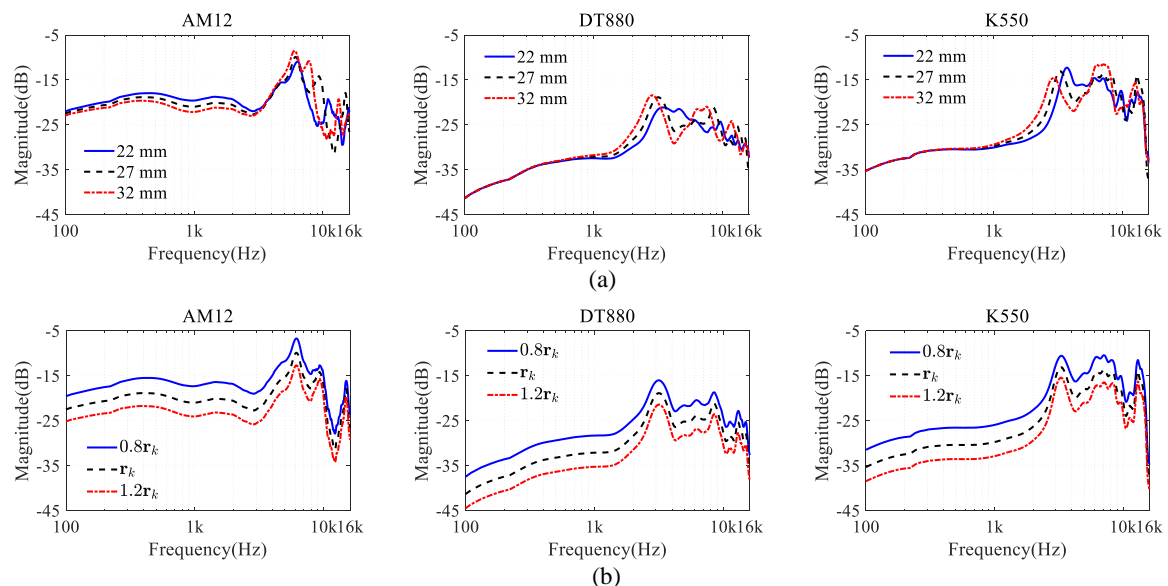 AM12
-5
-15
-25
-35
-45
Magnitude(dB)
22 mm
27 mm
32 mm
100
1k
10k16k
Frequency(Hz)
DT880
-5
-15
-25
-35
-45
Magnitude(dB)
22 mm
27 mm
32 mm
100
1k
10k16k
Frequency(Hz)
K550
-5
-15
-25
-35
-45
Magnitude(dB)
22 mm
27 mm
32 mm
100
1k
10k16k
Frequency(Hz)
(a)
AM12
-5
-15
-25
-35
-45
Magnitude(dB)
0.8rₖ
rₖ
1.2rₖ
100
1k
10k16k
Frequency(Hz)
DT880
-5
-15
-25
-35
-45
Magnitude(dB)
0.8rₖ
rₖ
1.2rₖ
100
1k
10k16k
Frequency(Hz)
K550
-5
-15
-25
-35
-45
Magnitude(dB)
0.8rₖ
rₖ
1.2rₖ
100
1k
10k16k
Frequency(Hz)
(b)